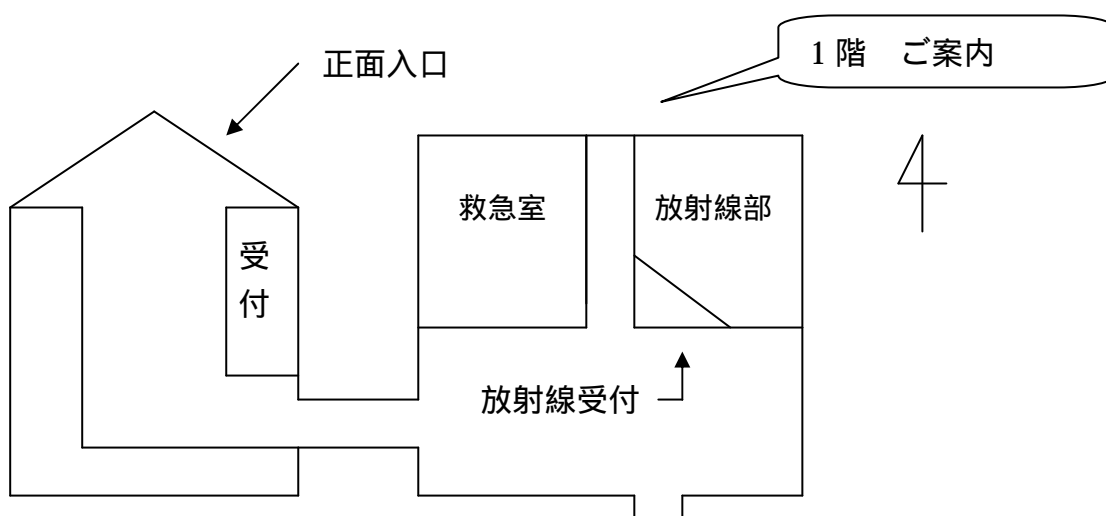 1階　ご案内
正面入口
救急室
放射線部
受
付
放射線受付